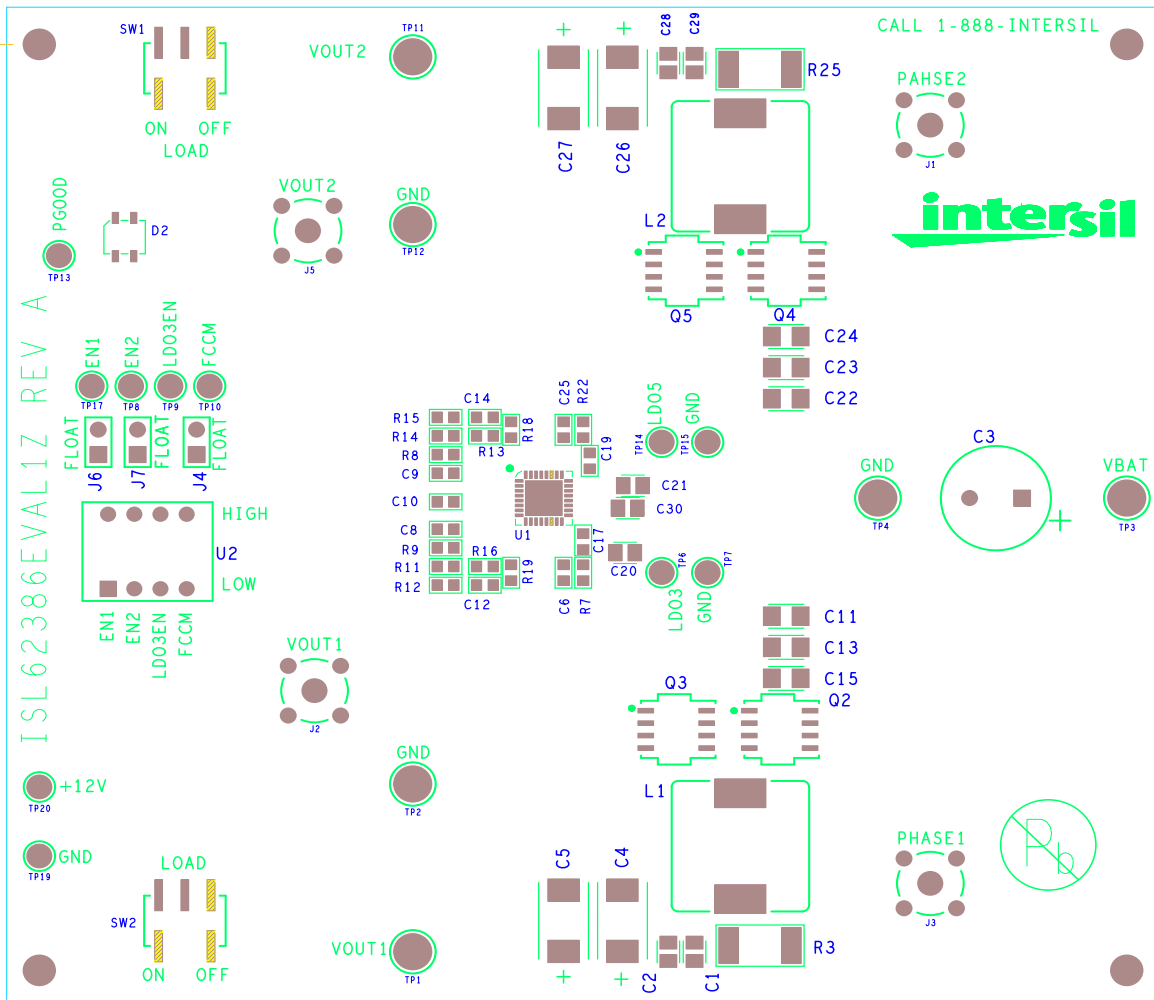 CALL 1-888-INTERSIL
SW1
TP11
VOUT2
C28
C29
R25
PAHSE2
ON
OFF
LOAD
C27
C26
J1
PGOOD
VOUT2
GND
L2
intersil
D2
TP12
TP13
J5
Q5
Q4
ISL62386EVAL1Z REV A
EN1
EN2
LDO3EN
FCCM
C24
C23
C22
TP17
TP8
TP9
TP10
FLOAT
FLOAT
FLOAT
J6
J7
J4
C14
C25
R22
LDO5
GND
R15
R14
R13
R18
R8
C9
C19
TP14
TP15
C3
GND
VBAT
C21
C10
C30
U1
TP4
TP3
HIGH
U2
LOW
C8
R9
R16
C17
C20
TP6
TP7
R11
R12
C12
R19
C6
R7
LDO3
GND
EN1
EN2
LDO3EN
FCCM
C11
C13
C15
VOUT1
J2
Q3
Q2
GND
TP2
L1
+12V
TP20
GND
TP19
LOAD
SW2
ON
OFF
C5
C4
PHASE1
J3
Pb
VOUT1
TP1
C2
C1
R3